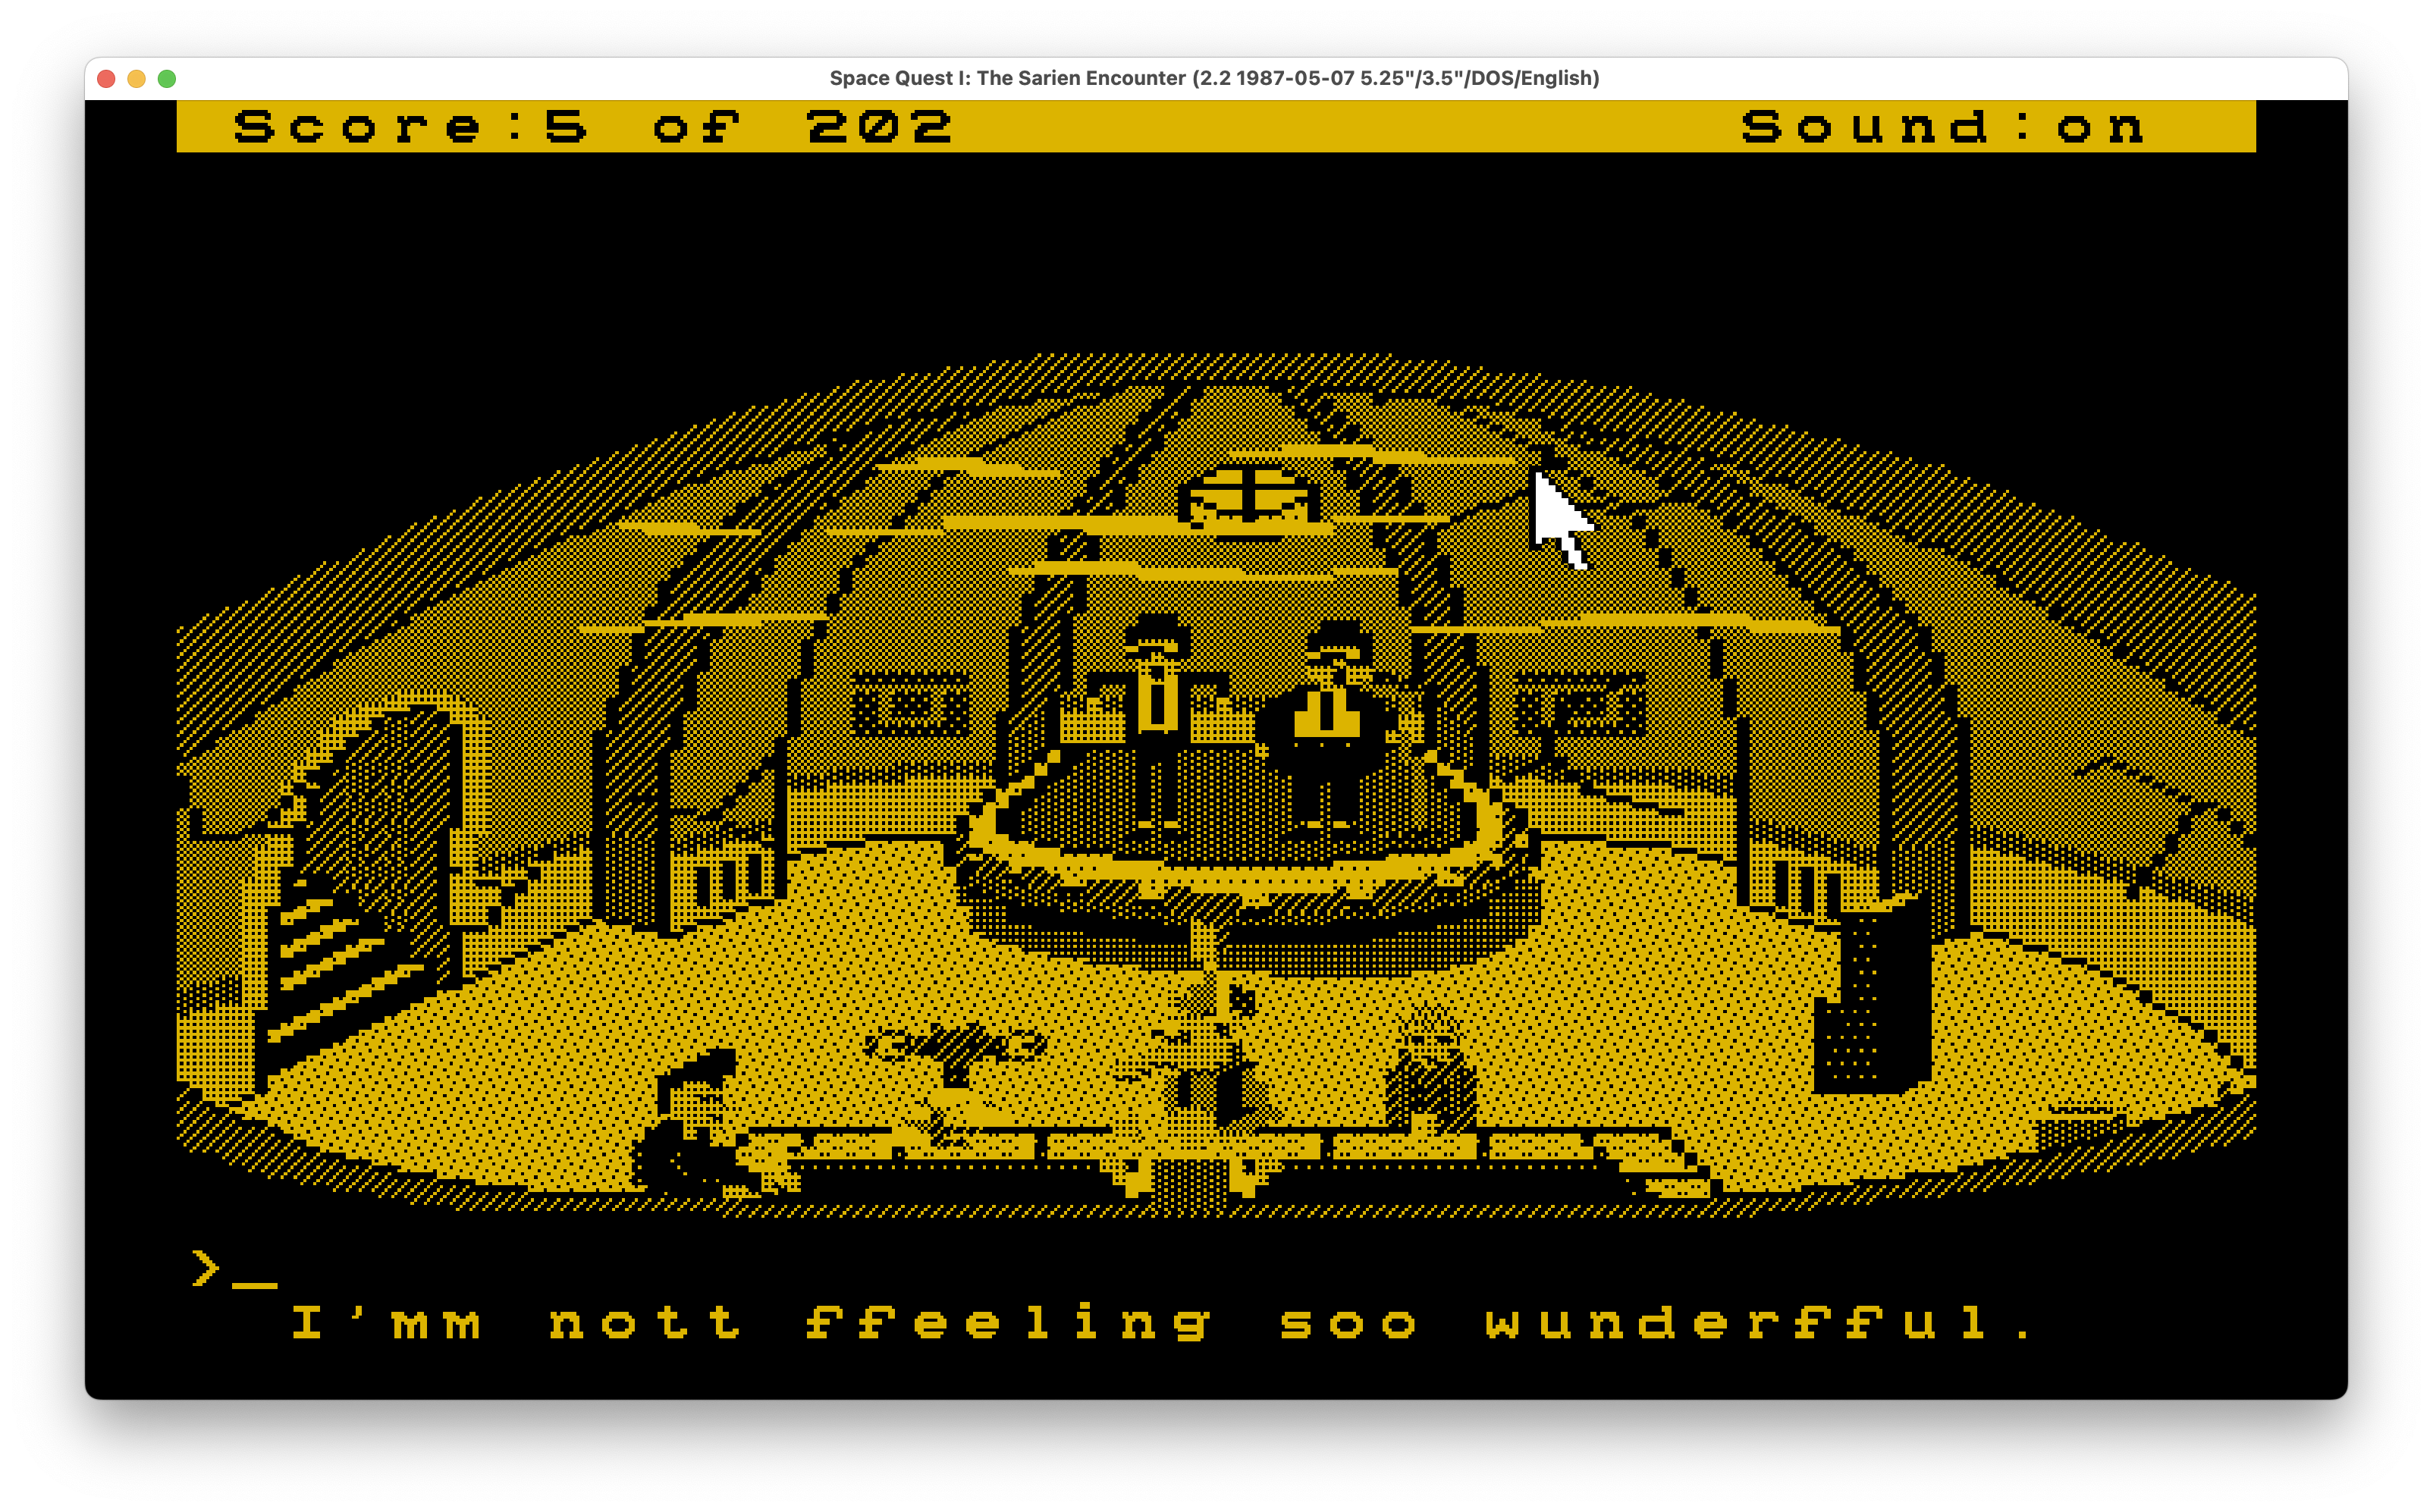 Space Quest I: The Sarien Encounter (2.2 1987-05-07 5.25"/3.5"/DOS/English)
Score:5 of 202 Sound:on
>_
I'mm nott ffeeling soo wunderfful.